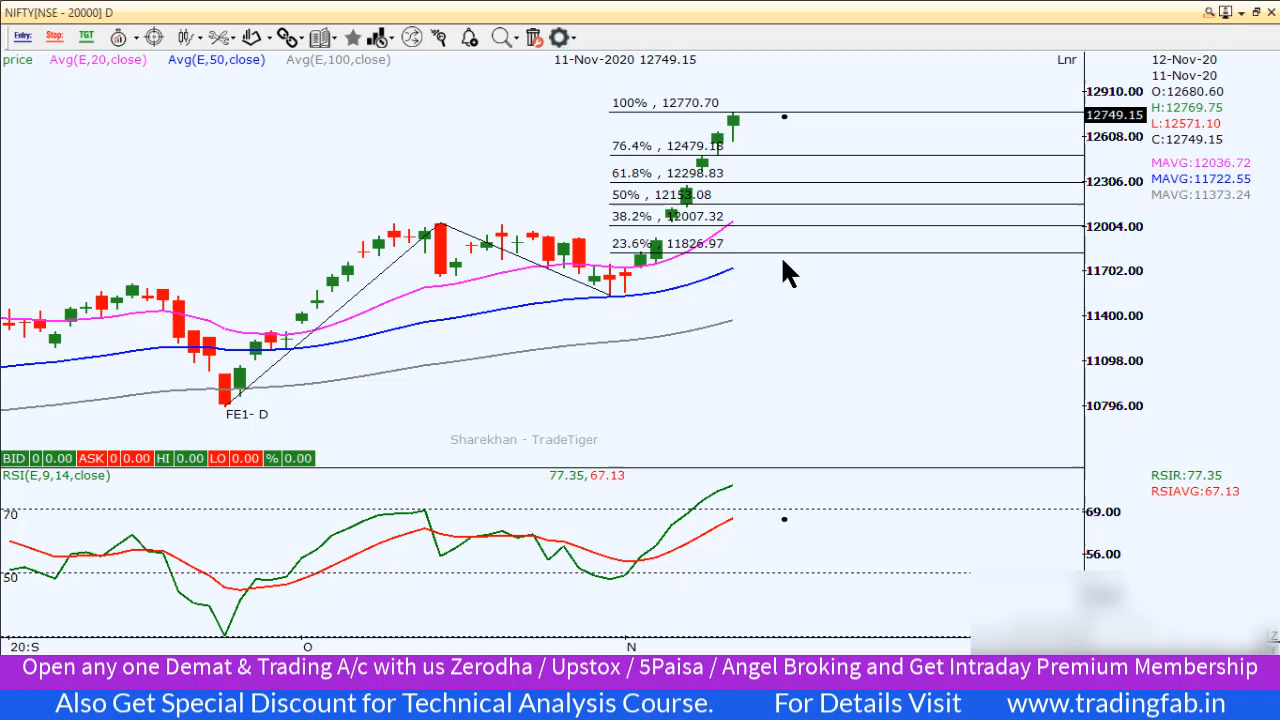 NIFTY[NSE - 20000] D
Entry: Stop: TGT
price Avg(E,20,close) Avg(E,50,close) Avg(E,100,close) 11-Nov-2020 12749.15 Lnr
12-Nov-20
11-Nov-20
O:12680.60
H:12769.75
L:12571.10
C:12749.15
MAVG:12036.72
MAVG:11722.55
MAVG:11373.24
12910.00
12749.15
12608.00
12306.00
12004.00
11702.00
11400.00
11098.00
10796.00
100% , 12770.70
76.4% , 12479.18
61.8% , 12298.83
50% , 12153.08
38.2% , 12007.32
23.6% , 11826.97
FE1- D
Sharekhan - TradeTiger
BID 0 0.00 ASK 0 0.00 HI 0.00 LO 0.00 % 0.00
RSI(E,9,14,close) 77.35, 67.13
RSIR:77.35
RSIAVG:67.13
70
69.00
56.00
50
20:S O N
Z
Open any one Demat & Trading A/c with us Zerodha / Upstox / 5Paisa / Angel Broking and Get Intraday Premium Membership
Also Get Special Discount for Technical Analysis Course. For Details Visit www.tradingfab.in